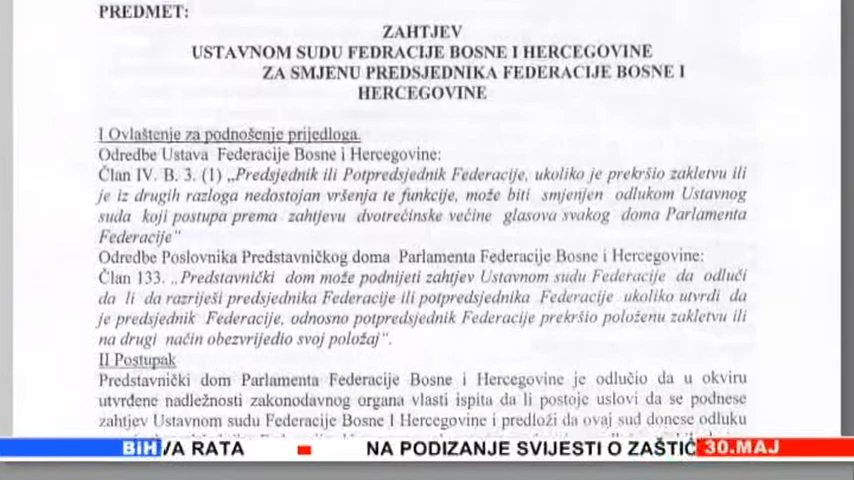 PREDMET:
ZAHTJEV
USTAVNOM SUDU FEDRACIJE BOSNE I HERCEGOVINE
ZA SMJENU PREDSJEDNIKA FEDERACIJE BOSNE I
HERCEGOVINE
I Ovlaštenje za podnošenje prijedloga.
Odredbe Ustava Federacije Bosne i Hercegovine:
Član IV. B. 3. (1) „Predsjednik ili Potpredsjednik Federacije, ukoliko je prekršio zakletvu ili
je iz drugih razloga nedostojan vršenja te funkcije, može biti smjenjen odlukom Ustavnog
suda koji postupa prema zahtjevu dvotrećinske većine glasova svakog doma Parlamenta
Federacije"
Odredbe Poslovnika Predstavničkog doma Parlamenta Federacije Bosne i Hercegovine:
Član 133. „Predstavnički dom može podnijeti zahtjev Ustavnom sudu Federacije da odluči
da li da razriješi predsjednika Federacije ili potpredsjednika Federacije ukoliko utvrdi da
je predsjednik Federacije, odnosno potpredsjednik Federacije prekršio položenu zakletvu ili
na drugi način obezvrijedio svoj položaj".
II Postupak
Predstavnički dom Parlamenta Federacije Bosne i Hercegovine je odlučio da u okviru
utvrđene nadležnosti zakonodavnog organa vlasti ispita da li postoje uslovi da se podnese
zahtjev Ustavnom sudu Federacije Bosne I Hercegovine i predloži da ovaj sud donese odluku
BiH VA RATA NA PODIZANJE SVIJESTI O ZAŠTIĆ 30.MAJ